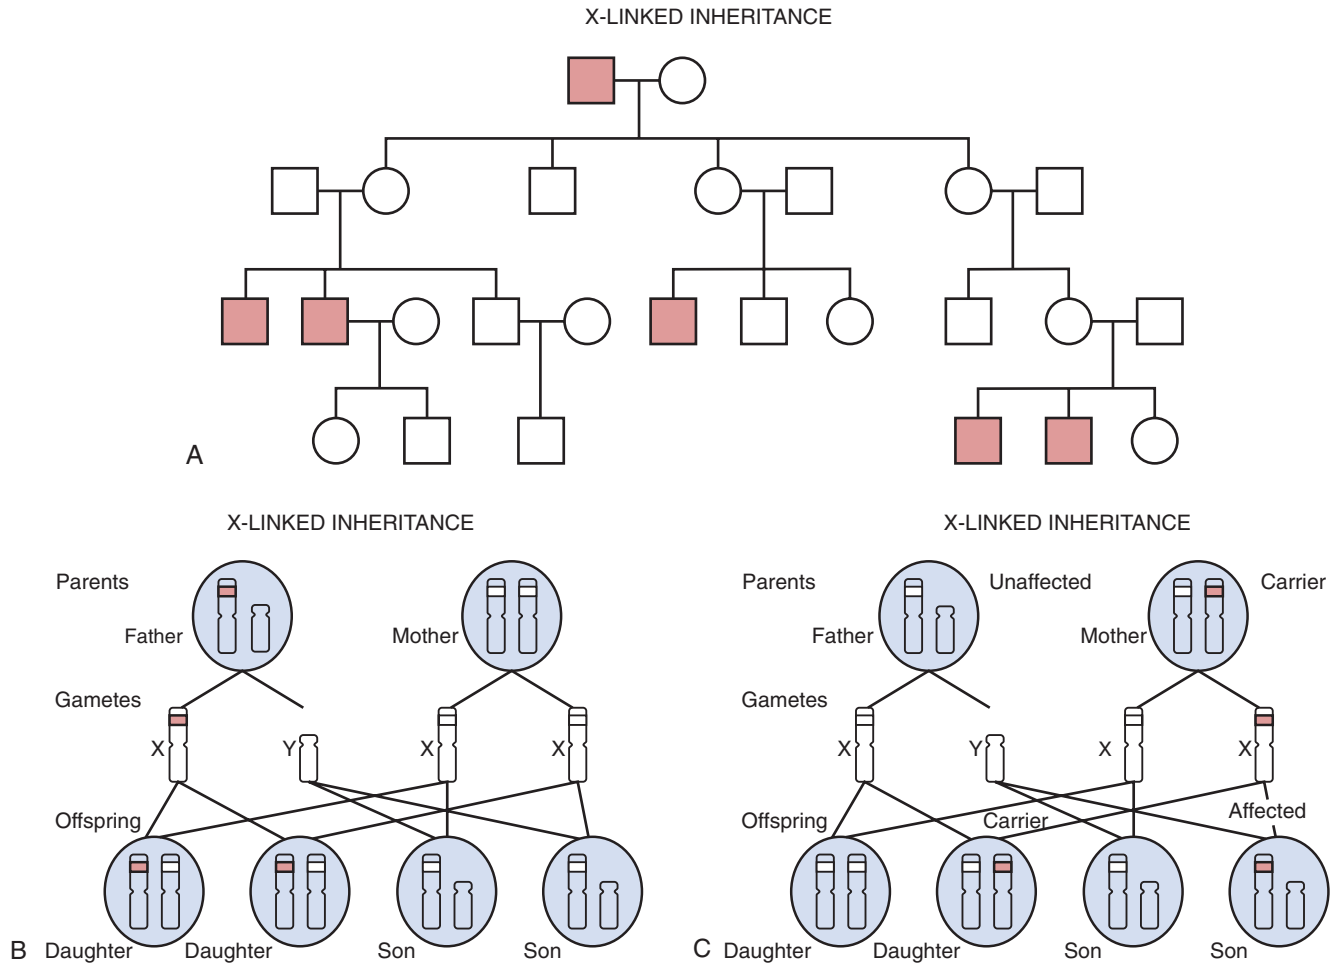 X-LINKED INHERITANCE
A
X-LINKED INHERITANCE
Parents
Father
Mother
Gametes
X
Y
X
X
Offspring
B
Daughter
Daughter
Son
Son
X-LINKED INHERITANCE
Parents
Unaffected
Carrier
Father
Mother
Gametes
X
Y
X
X
Offspring
Carrier
Affected
C
Daughter
Daughter
Son
Son